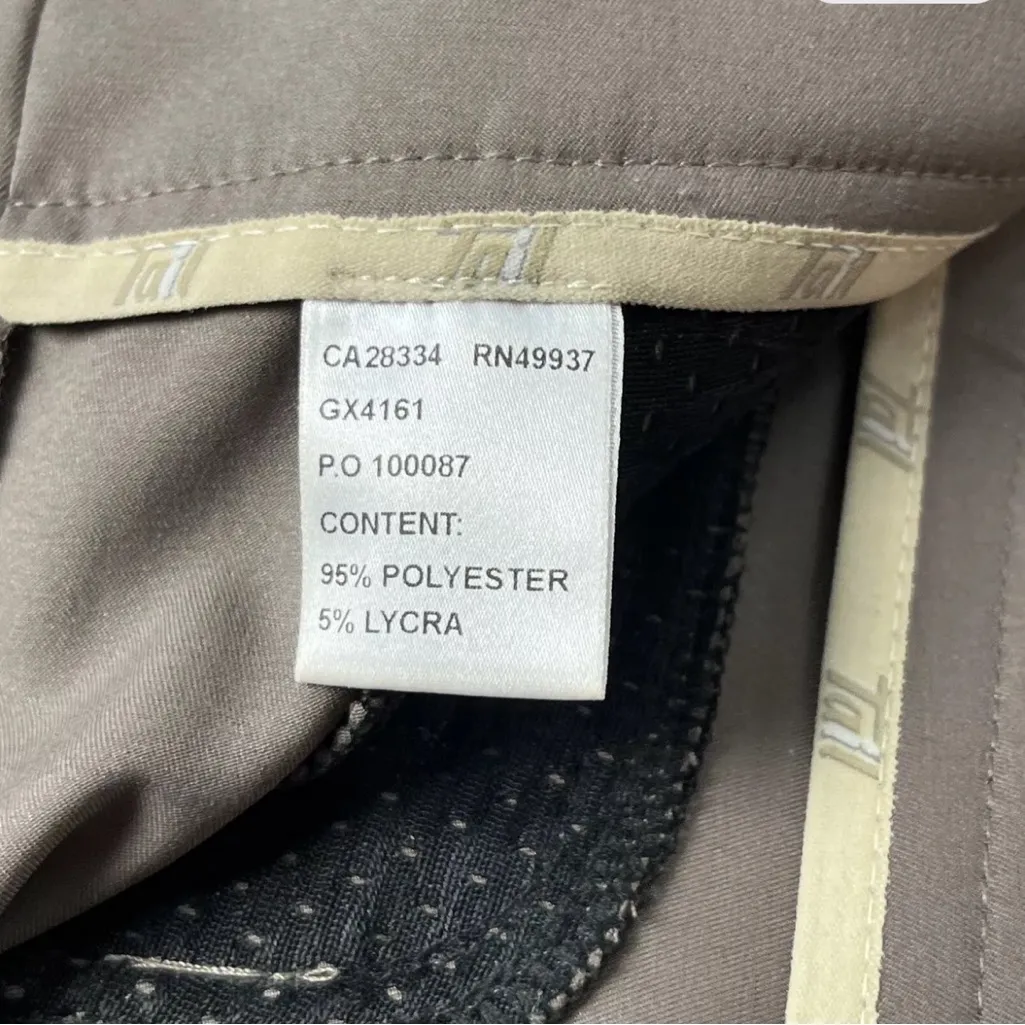 CA28334 RN49937
GX4161
P.O 100087
CONTENT:
95% POLYESTER
5% LYCRA